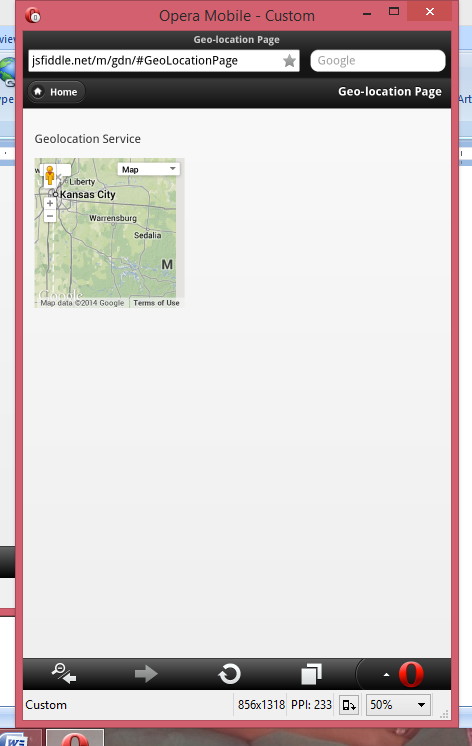 Opera Mobile - Custom
Geo-location Page
jsfiddle.net/m/gdn/#GeoLocationPage
Google
Home
Geo-location Page
Geolocation Service
Map
Liberty
Kansas City
Warrensburg
Sedalia
M
Google
Map data ©2014 Google
Terms of Use
Custom
856x1318
PPI: 233
50%